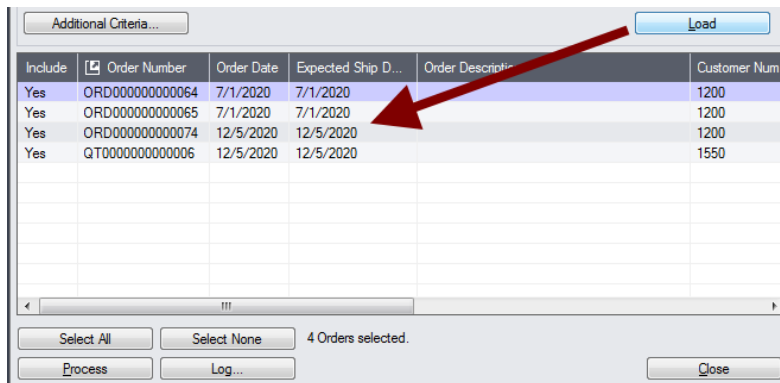 Additional Criteria... Load
Include Order Number Order Date Expected Ship D... Order Descriptio Customer Num
Yes ORD000000000064 7/1/2020 7/1/2020 1200
Yes ORD000000000065 7/1/2020 7/1/2020 1200
Yes ORD000000000074 12/5/2020 12/5/2020 1200
Yes QT0000000000006 12/5/2020 12/5/2020 1550
Select All Select None 4 Orders selected.
Process Log... Close